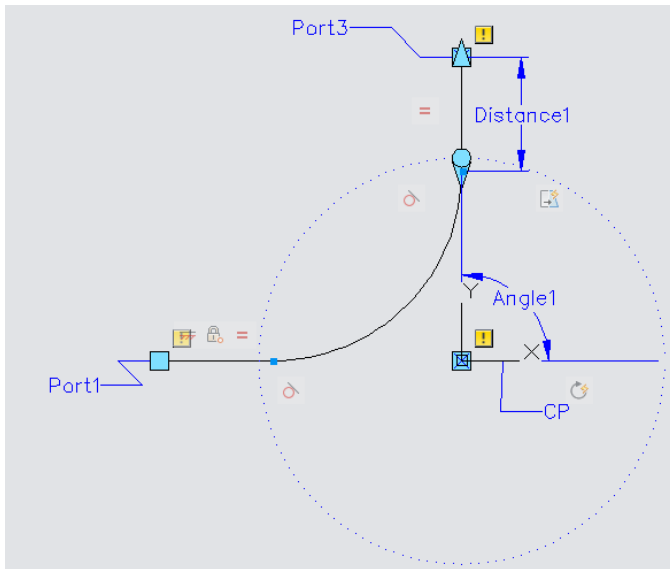 Port3
Distance1
Y
Angle1
X
Port1
CP